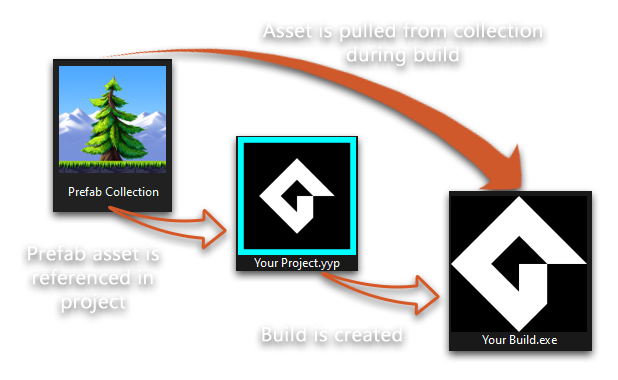 Asset is pulled from collection
during build
Prefab Collection
Your Project.yyp
Prefab asset is
referenced in
project
Build is created
Your Build.exe